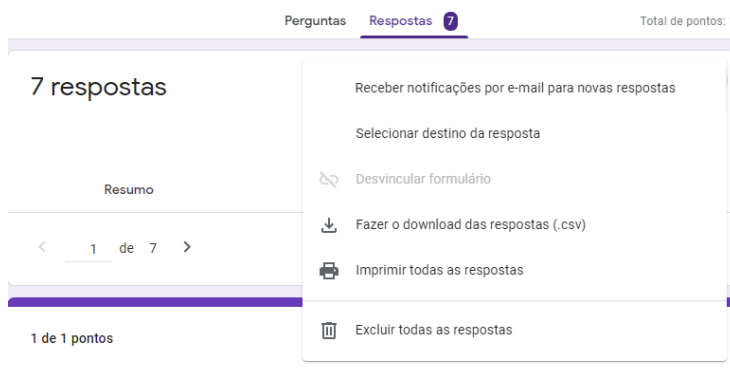 Perguntas Respostas 7 Total de pontos:
7 respostas
Receber notificações por e-mail para novas respostas
Selecionar destino da resposta
Desvincular formulário
Resumo
Fazer o download das respostas (.csv)
1 de 7
Imprimir todas as respostas
Excluir todas as respostas
1 de 1 pontos